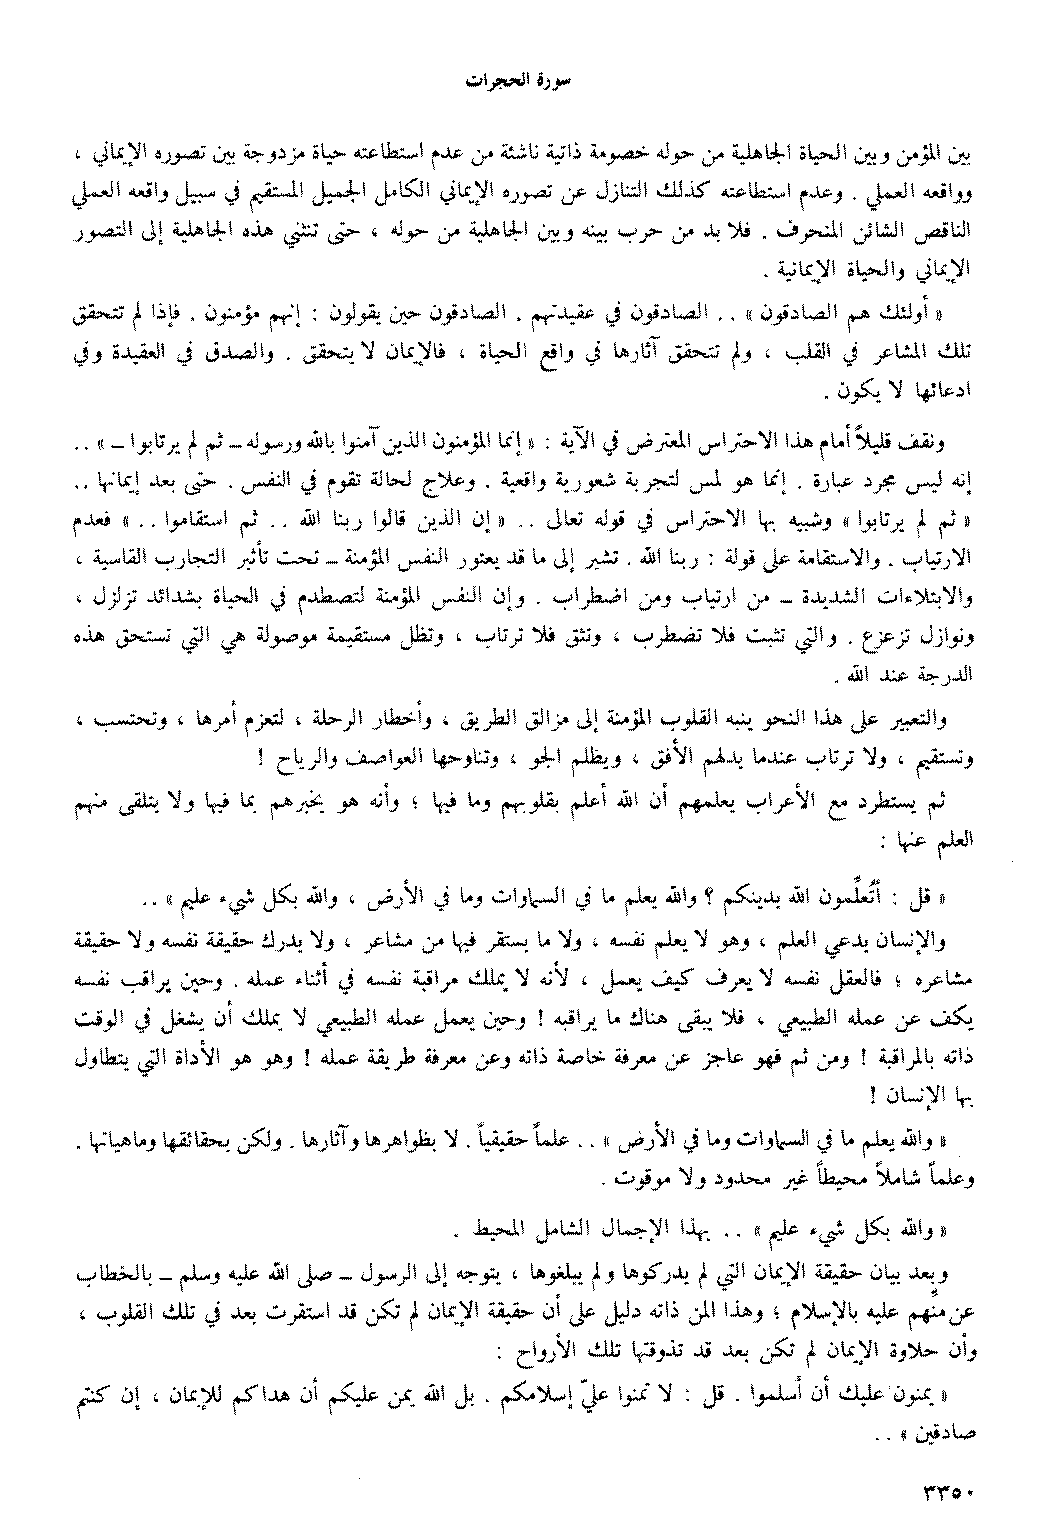 سورة الحجرات
بين المؤمن وبين الحياة الجاهلية من حوله خصومة ذاتية ناشئة من عدم استطاعته حياة مزدوجة بين تصوره الإيماني ،
وواقعه العملي . وعدم استطاعته كذلك التنازل عن تصوره الإيماني الكامل الجميل المستقيم في سبيل واقعه العملي
الناقص الشائن المنحرف . فلا بد من حرب بينه وبين الجاهلية من حوله ، حتى تنثني هذه الجاهلية إلى التصور
الإيماني والحياة الإيمانية .
« أولئك هم الصادقون » .. الصادقون في عقيدتهم . الصادقون حين يقولون : إنهم مؤمنون . فإذا لم تتحقق
تلك المشاعر في القلب ، ولم تتحقق آثارها في واقع الحياة ، فالإيمان لا يتحقق . والصدق في العقيدة وفي
ادعائها لا يكون .
ونقف قليلاً أمام هذا الاحتراس المعترض في الآية : « إنما المؤمنون الذين آمنوا بالله ورسوله – ثم لم يرتابوا – » ..
إنه ليس مجرد عبارة . إنما هو لمس لتجربة شعورية واقعية . وعلاج لحالة تقوم في النفس . حتى بعد إيمانها ..
« ثم لم يرتابوا » وشبيه بها الاحتراس في قوله تعالى .. « إن الذين قالوا ربنا الله .. ثم استقاموا .. » فعدم
الارتياب . والاستقامة على قولة : ربنا الله . تشير إلى ما قد يعتور النفس المؤمنة – تحت تأثير التجارب القاسية ،
والابتلاءات الشديدة – من ارتياب ومن اضطراب . وإن النفس المؤمنة لتصطدم في الحياة بشدائد تزلزل ،
ونوازل تزعزع . والتي تثبت فلا تضطرب ، وتثق فلا ترتاب ، وتظل مستقيمة موصولة هي التي تستحق هذه
الدرجة عند الله .
والتعبير على هذا النحو ينبه القلوب المؤمنة إلى مزالق الطريق ، وأخطار الرحلة ، لتعزم أمرها ، وتحتسب ،
وتستقيم ، ولا ترتاب عندما يدلهم الأفق ، ويظلم الجو ، وتناوحها العواصف والرياح !
ثم يستطرد مع الأعراب يعلمهم أن الله أعلم بقلوبهم وما فيها ؛ وأنه هو يخبرهم بما فيها ولا يتلقى منهم
العلم عنها :
« قل : أتُعلّمون الله بدينكم ؟ والله يعلم ما في السماوات وما في الأرض ، والله بكل شيء عليم » ..
والإنسان يدعي العلم ، وهو لا يعلم نفسه ، ولا ما يستقر فيها من مشاعر ، ولا يدرك حقيقة نفسه ولا حقيقة
مشاعره ؛ فالعقل نفسه لا يعرف كيف يعمل ، لأنه لا يملك مراقبة نفسه في أثناء عمله . وحين يراقب نفسه
يكف عن عمله الطبيعي ، فلا يبقى هناك ما يراقبه ! وحين يعمل عمله الطبيعي لا يملك أن يشغل في الوقت
ذاته بالمراقبة ! ومن ثم فهو عاجز عن معرفة خاصة ذاته وعن معرفة طريقة عمله ! وهو هو الأداة التي يتطاول
بها الإنسان !
« والله يعلم ما في السماوات وما في الأرض » .. علماً حقيقياً . لا بظواهرها وآثارها . ولكن بحقائقها وماهياتها .
وعلماً شاملاً محيطاً غير محدود ولا موقوت .
« والله بكل شيء عليم » .. بهذا الإجمال الشامل المحيط .
وبعد بيان حقيقة الإيمان التي لم يدركوها ولم يبلغوها ، يتوجه إلى الرسول – صلى الله عليه وسلم – بالخطاب
عن منّهم عليه بالإسلام ؛ وهذا المن ذاته دليل على أن حقيقة الإيمان لم تكن قد استقرت بعد في تلك القلوب ،
وأن حلاوة الإيمان لم تكن بعد قد تذوقتها تلك الأرواح :
« يمنون عليك أن أسلموا . قل : لا تمنوا عليّ إسلامكم . بل الله يمن عليكم أن هداكم للإيمان ، إن كنتم
صادقين » ..
٣٣٥٠